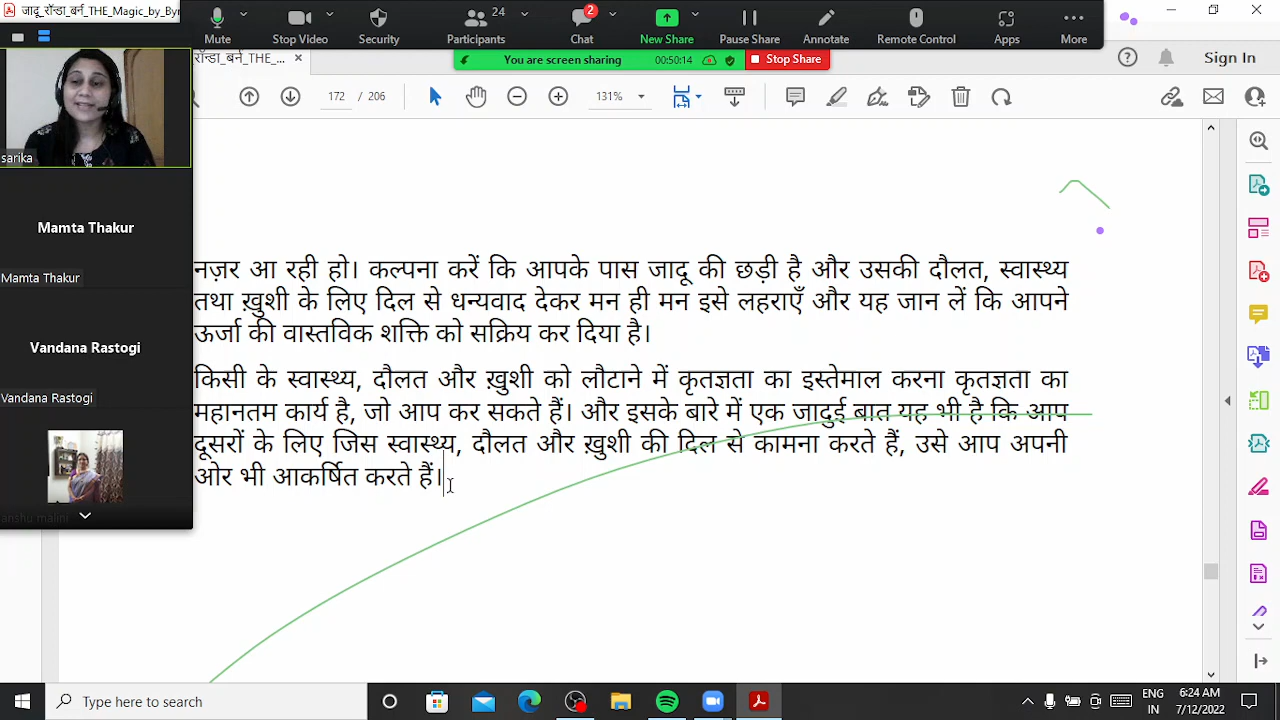 जादू_रॉन्डा_बर्न_THE_Magic_by_Byr
Mute
Stop Video
Security
24
Participants
2
Chat
New Share
Pause Share
Annotate
Remote Control
Apps
More
रॉन्डा_बर्न_THE_...
You are screen sharing
00:50:14
Stop Share
Sign In
172 / 206
131%
sarika
Mamta Thakur
Mamta Thakur
Vandana Rastogi
Vandana Rastogi
anshu malini
नज़र आ रही हो। कल्पना करें कि आपके पास जादू की छड़ी है और उसकी दौलत, स्वास्थ्य
तथा ख़ुशी के लिए दिल से धन्यवाद देकर मन ही मन इसे लहराएँ और यह जान लें कि आपने
ऊर्जा की वास्तविक शक्ति को सक्रिय कर दिया है।
किसी के स्वास्थ्य, दौलत और ख़ुशी को लौटाने में कृतज्ञता का इस्तेमाल करना कृतज्ञता का
महानतम कार्य है, जो आप कर सकते हैं। और इसके बारे में एक जादुई बात यह भी है कि आप
दूसरों के लिए जिस स्वास्थ्य, दौलत और ख़ुशी की दिल से कामना करते हैं, उसे आप अपनी
ओर भी आकर्षित करते हैं।
Type here to search
ENG
IN
6:24 AM
7/12/2022